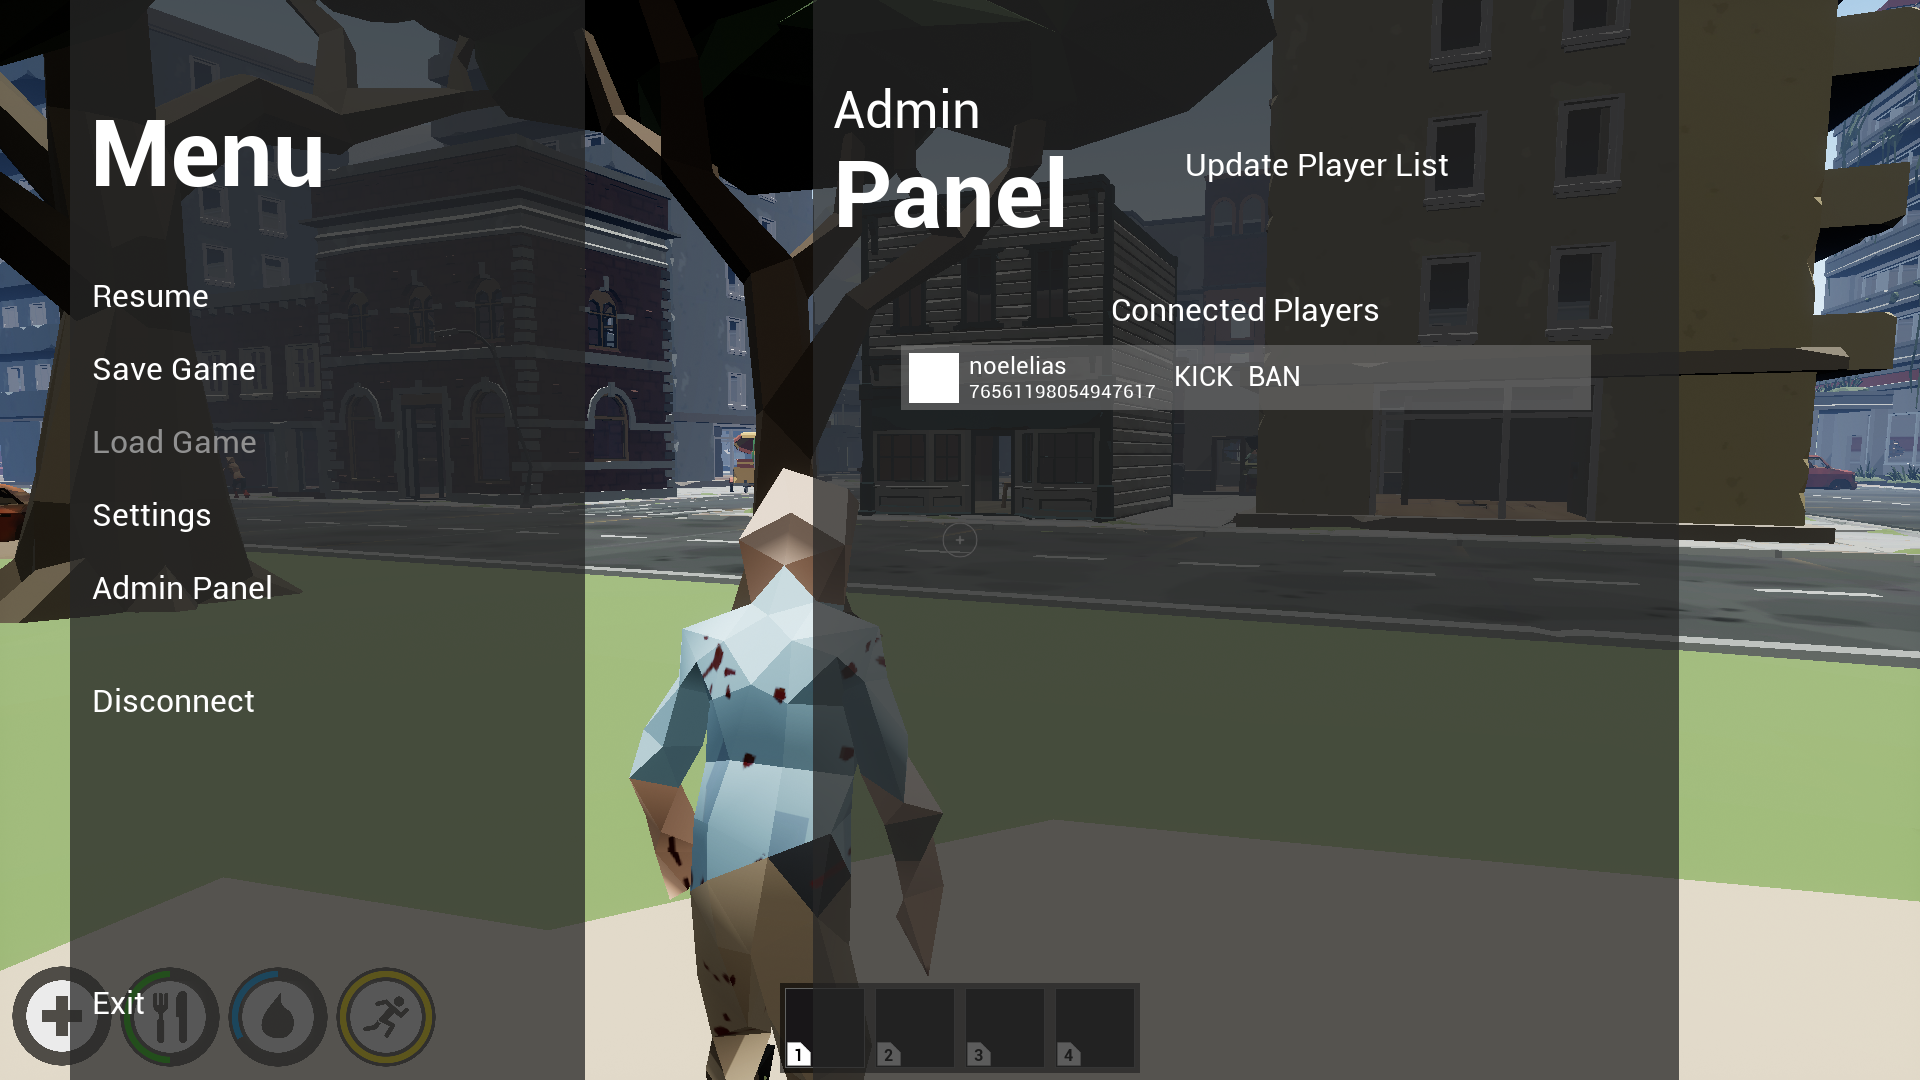 Menu
Resume
Save Game
Load Game
Settings
Admin Panel
Disconnect
Exit
Admin
Panel
Update Player List
Connected Players
noelelias
76561198054947617
KICK BAN
1
2
3
4